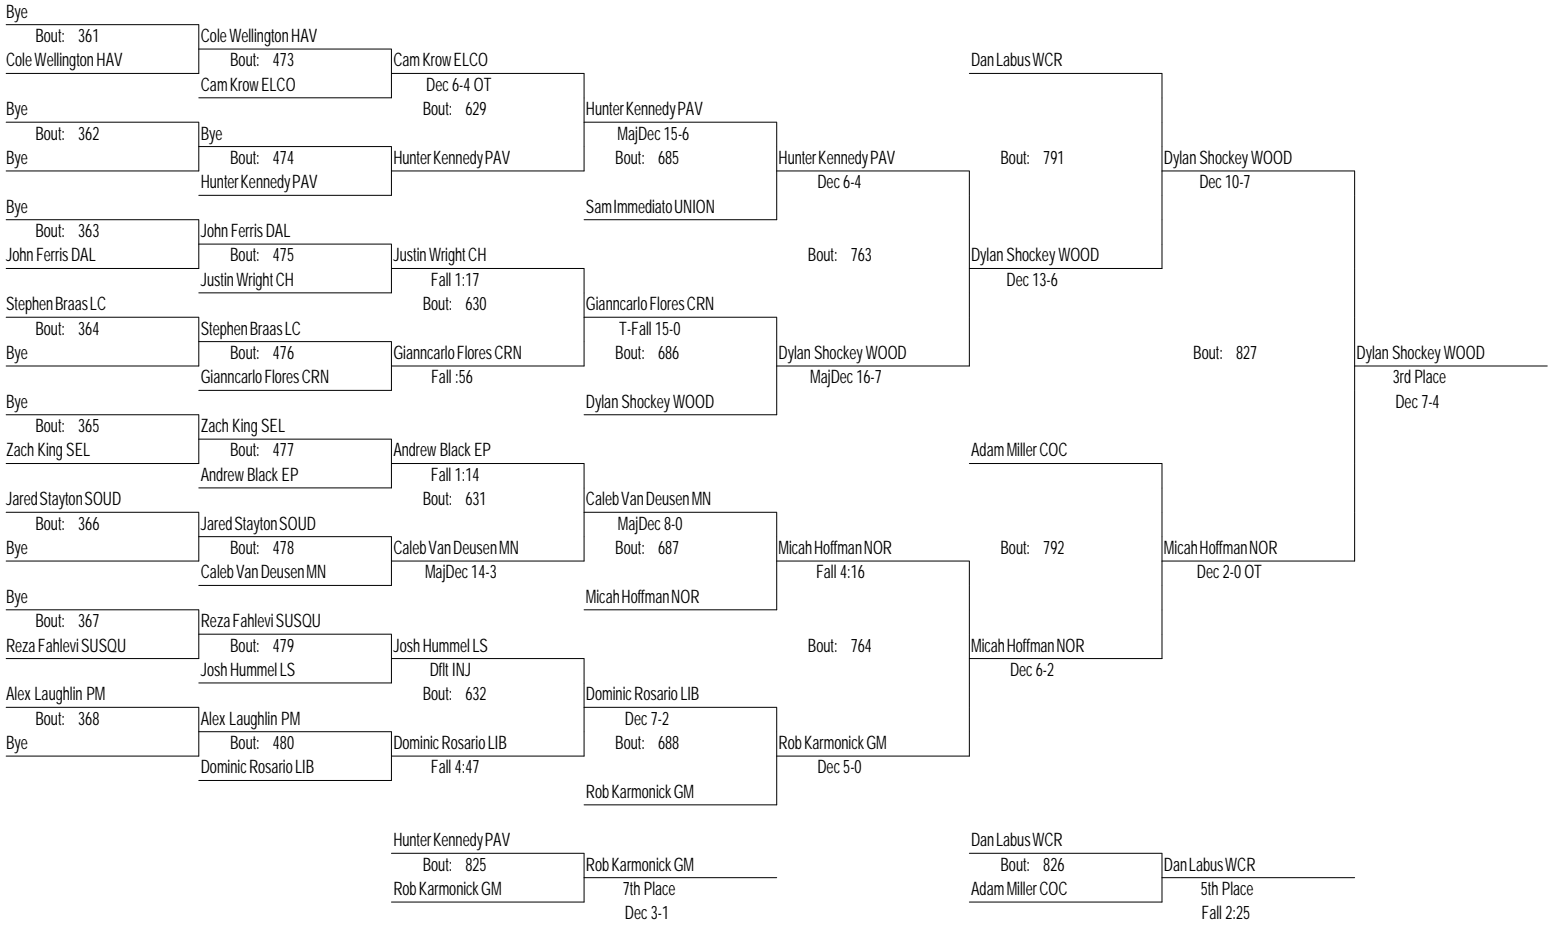 Bye
Bout: 361
Cole Wellington HAV
Bye
Bout: 362
Bye
Bye
Bout: 363
John Ferris DAL
Stephen Braas LC
Bout: 364
Bye
Bye
Bout: 365
Zach King SEL
Jared Stayton SOUD
Bout: 366
Bye
Bye
Bout: 367
Reza Fahlevi SUSQU
Alex Laughlin PM
Bout: 368
Bye
Cole Wellington HAV
Bout: 473
Cam Krow ELCO
Bye
Bout: 474
Hunter Kennedy PAV
John Ferris DAL
Bout: 475
Justin Wright CH
Stephen Braas LC
Bout: 476
Gianncarlo Flores CRN
Zach King SEL
Bout: 477
Andrew Black EP
Jared Stayton SOUD
Bout: 478
Caleb Van Deusen MN
Reza Fahlevi SUSQU
Bout: 479
Josh Hummel LS
Alex Laughlin PM
Bout: 480
Dominic Rosario LIB
Cam Krow ELCO
Dec 6-4 OT
Bout: 629
Hunter Kennedy PAV
Justin Wright CH
Fall 1:17
Bout: 630
Gianncarlo Flores CRN
Fall :56
Andrew Black EP
Fall 1:14
Bout: 631
Caleb Van Deusen MN
MajDec 14-3
Josh Hummel LS
Dflt INJ
Bout: 632
Dominic Rosario LIB
Fall 4:47
Hunter Kennedy PAV
MajDec 15-6
Bout: 685
Sam Immediato UNION
Gianncarlo Flores CRN
T-Fall 15-0
Bout: 686
Dylan Shockey WOOD
Caleb Van Deusen MN
MajDec 8-0
Bout: 687
Micah Hoffman NOR
Dominic Rosario LIB
Dec 7-2
Bout: 688
Rob Karmonick GM
Hunter Kennedy PAV
Dec 6-4
Bout: 763
Dylan Shockey WOOD
MajDec 16-7
Micah Hoffman NOR
Fall 4:16
Bout: 764
Rob Karmonick GM
Dec 5-0
Dan Labus WCR
Bout: 791
Dylan Shockey WOOD
Dec 13-6
Adam Miller COC
Bout: 792
Micah Hoffman NOR
Dec 6-2
Dylan Shockey WOOD
Dec 10-7
Bout: 827
Micah Hoffman NOR
Dec 2-0 OT
Dylan Shockey WOOD
3rd Place
Dec 7-4
Hunter Kennedy PAV
Bout: 825
Rob Karmonick GM
Rob Karmonick GM
7th Place
Dec 3-1
Dan Labus WCR
Bout: 826
Adam Miller COC
Dan Labus WCR
5th Place
Fall 2:25